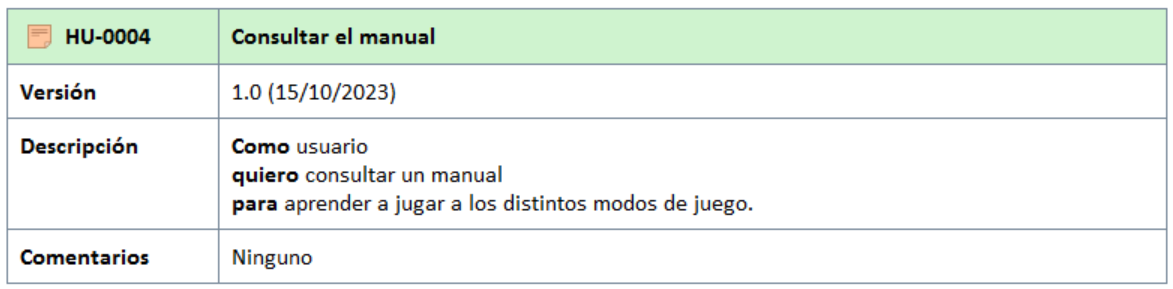 HU-0004 Consultar el manual
Versión 1.0 (15/10/2023)
Descripción Como usuario
quiero consultar un manual
para aprender a jugar a los distintos modos de juego.
Comentarios Ninguno